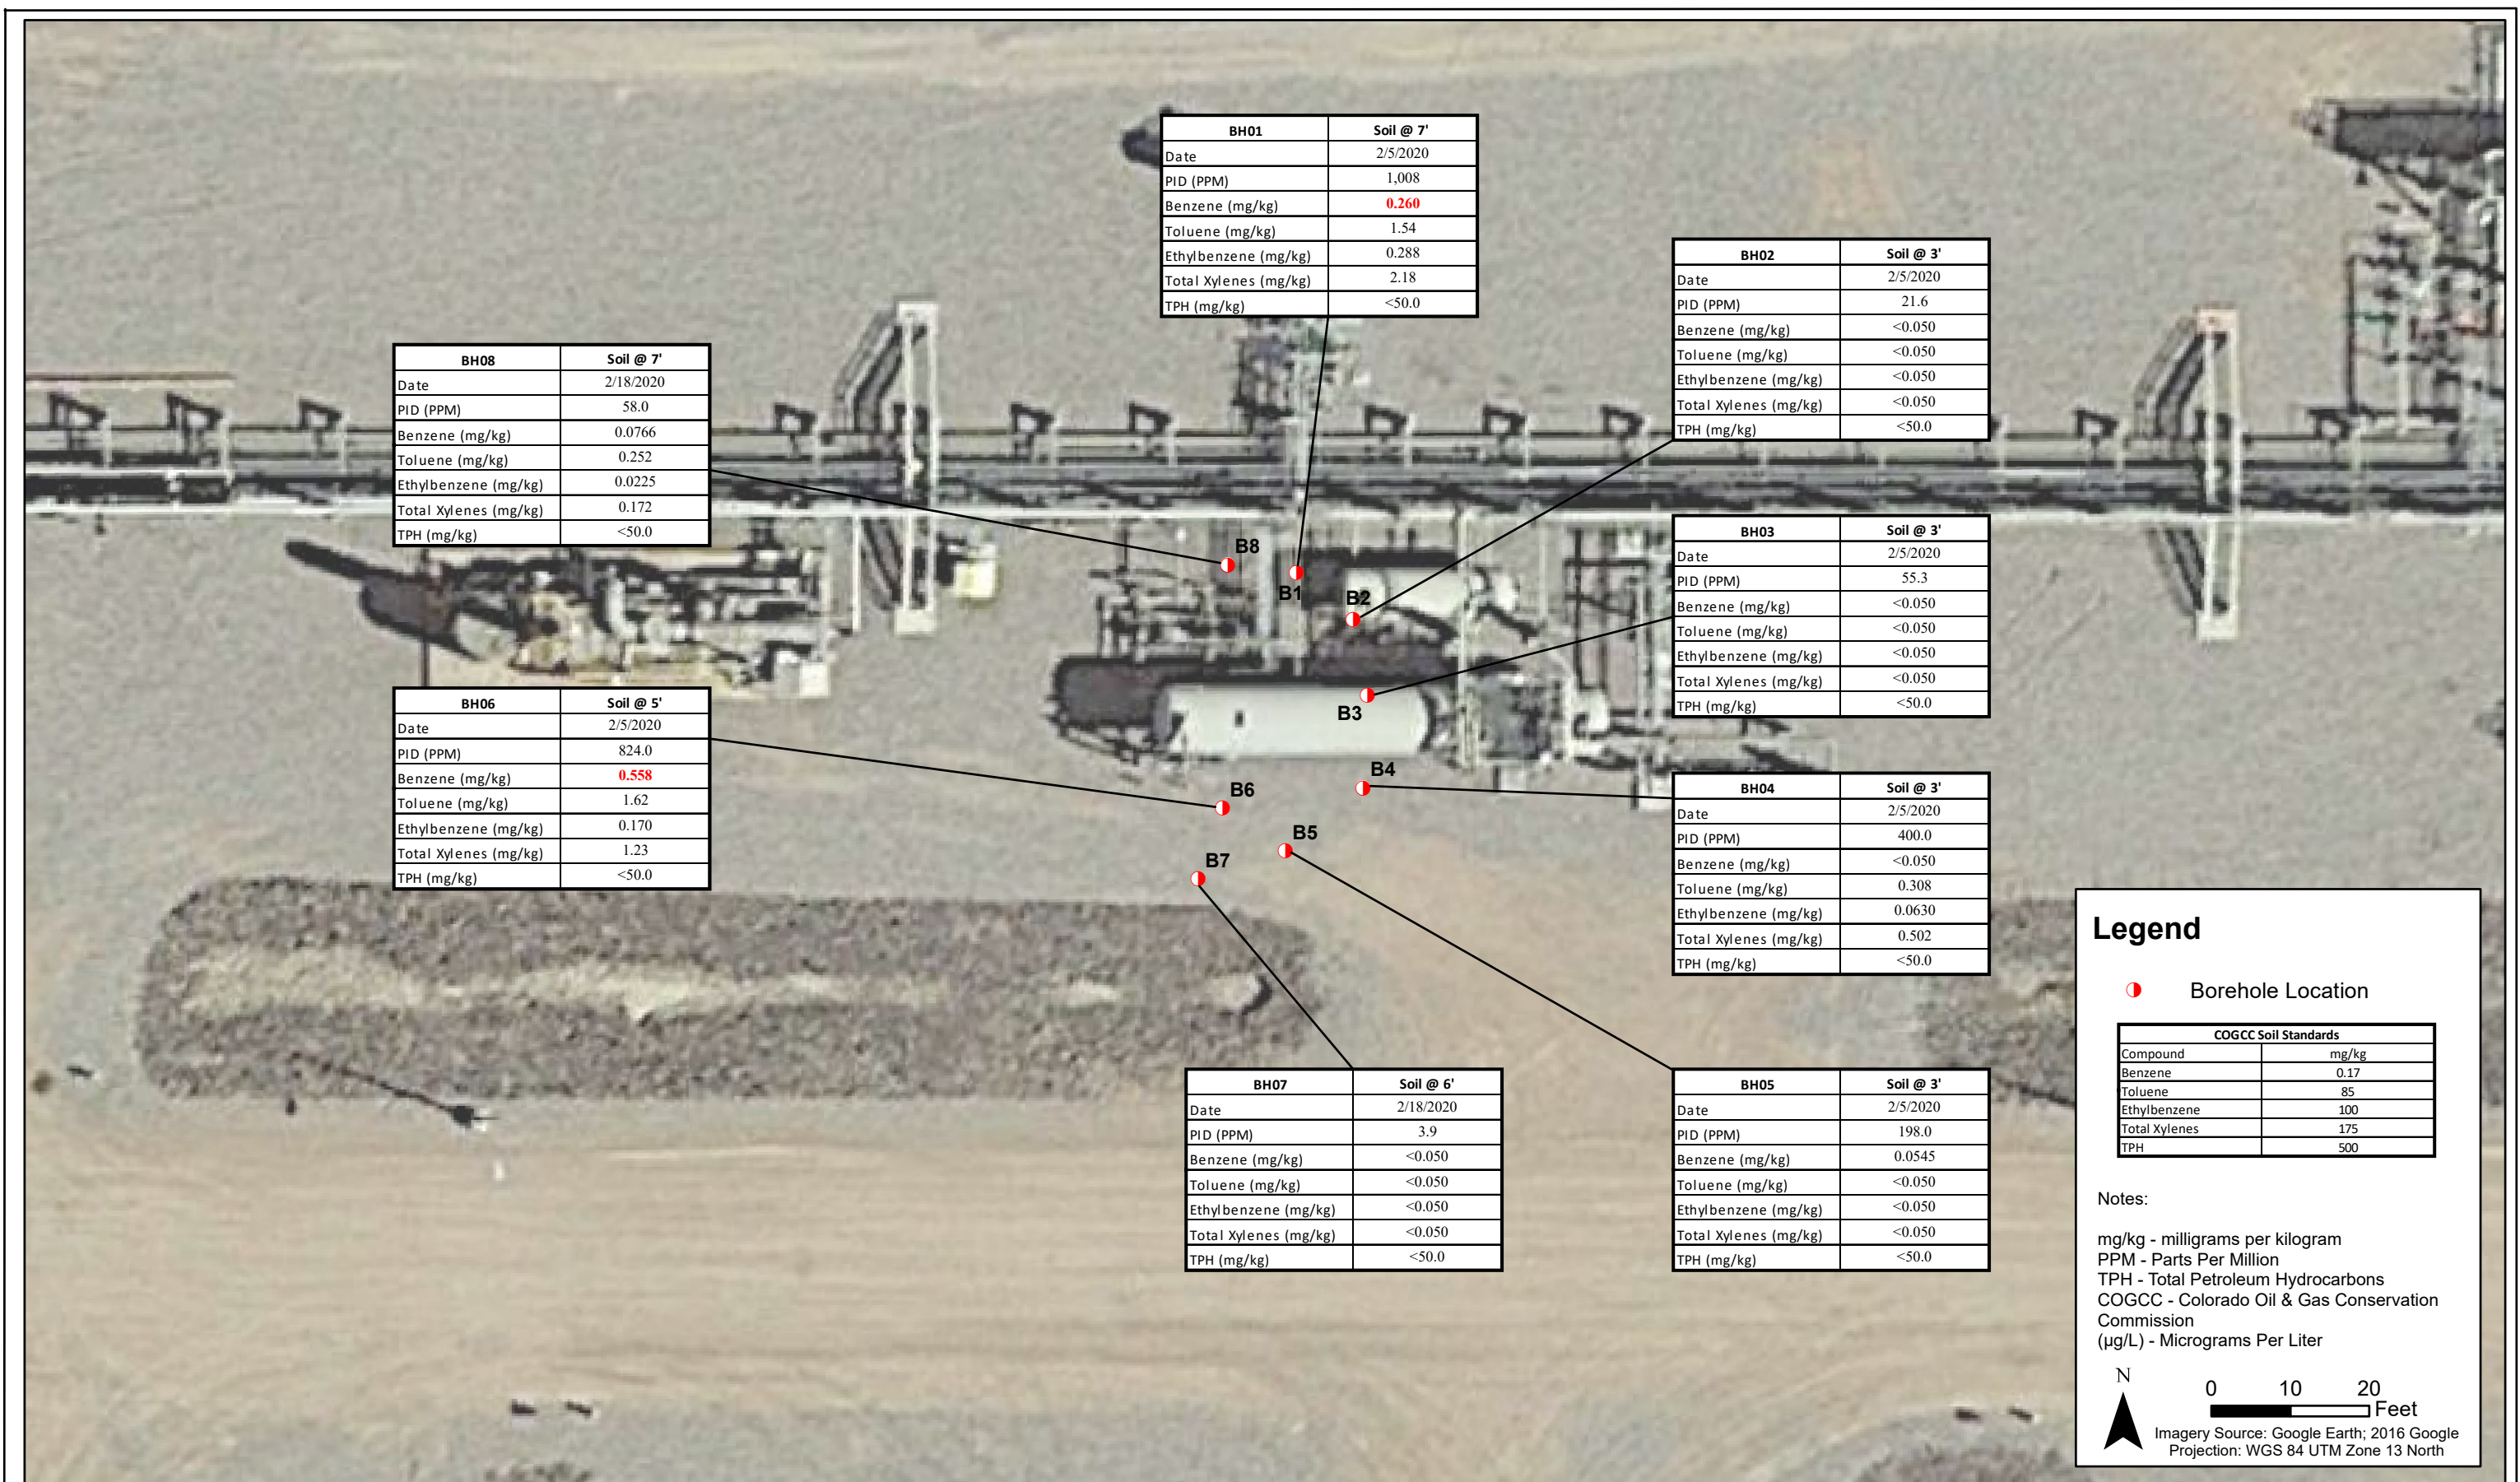 BH01 Soil @ 7'
Date 2/5/2020
PID (PPM) 1,008
Benzene (mg/kg) 0.260
Toluene (mg/kg) 1.54
Ethylbenzene (mg/kg) 0.288
Total Xylenes (mg/kg) 2.18
TPH (mg/kg) <50.0
BH02 Soil @ 3'
Date 2/5/2020
PID (PPM) 21.6
Benzene (mg/kg) <0.050
Toluene (mg/kg) <0.050
Ethylbenzene (mg/kg) <0.050
Total Xylenes (mg/kg) <0.050
TPH (mg/kg) <50.0
BH08 Soil @ 7'
Date 2/18/2020
PID (PPM) 58.0
Benzene (mg/kg) 0.0766
Toluene (mg/kg) 0.252
Ethylbenzene (mg/kg) 0.0225
Total Xylenes (mg/kg) 0.172
TPH (mg/kg) <50.0
BH03 Soil @ 3'
Date 2/5/2020
PID (PPM) 55.3
Benzene (mg/kg) <0.050
Toluene (mg/kg) <0.050
Ethylbenzene (mg/kg) <0.050
Total Xylenes (mg/kg) <0.050
TPH (mg/kg) <50.0
B8
B1
B2
B3
B4
B6
B5
B7
BH06 Soil @ 5'
Date 2/5/2020
PID (PPM) 824.0
Benzene (mg/kg) 0.558
Toluene (mg/kg) 1.62
Ethylbenzene (mg/kg) 0.170
Total Xylenes (mg/kg) 1.23
TPH (mg/kg) <50.0
BH04 Soil @ 3'
Date 2/5/2020
PID (PPM) 400.0
Benzene (mg/kg) <0.050
Toluene (mg/kg) 0.308
Ethylbenzene (mg/kg) 0.0630
Total Xylenes (mg/kg) 0.502
TPH (mg/kg) <50.0
BH07 Soil @ 6'
Date 2/18/2020
PID (PPM) 3.9
Benzene (mg/kg) <0.050
Toluene (mg/kg) <0.050
Ethylbenzene (mg/kg) <0.050
Total Xylenes (mg/kg) <0.050
TPH (mg/kg) <50.0
BH05 Soil @ 3'
Date 2/5/2020
PID (PPM) 198.0
Benzene (mg/kg) 0.0545
Toluene (mg/kg) <0.050
Ethylbenzene (mg/kg) <0.050
Total Xylenes (mg/kg) <0.050
TPH (mg/kg) <50.0
Legend
Borehole Location
COGCC Soil Standards
Compound mg/kg
Benzene 0.17
Toluene 85
Ethylbenzene 100
Total Xylenes 175
TPH 500
Notes:
mg/kg - milligrams per kilogram
PPM - Parts Per Million
TPH - Total Petroleum Hydrocarbons
COGCC - Colorado Oil & Gas Conservation
Commission
(µg/L) - Micrograms Per Liter
N
0 10 20
Feet
Imagery Source: Google Earth; 2016 Google
Projection: WGS 84 UTM Zone 13 North